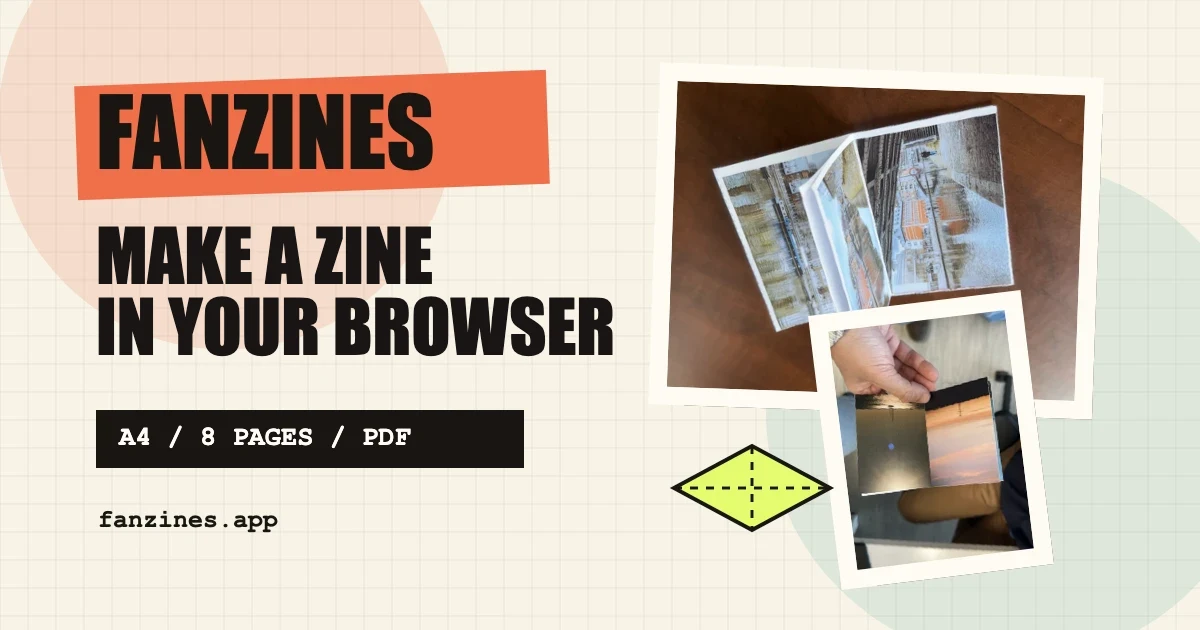 FANZINES
MAKE A ZINE
IN YOUR BROWSER
A4 / 8 PAGES / PDF
fanzines.app